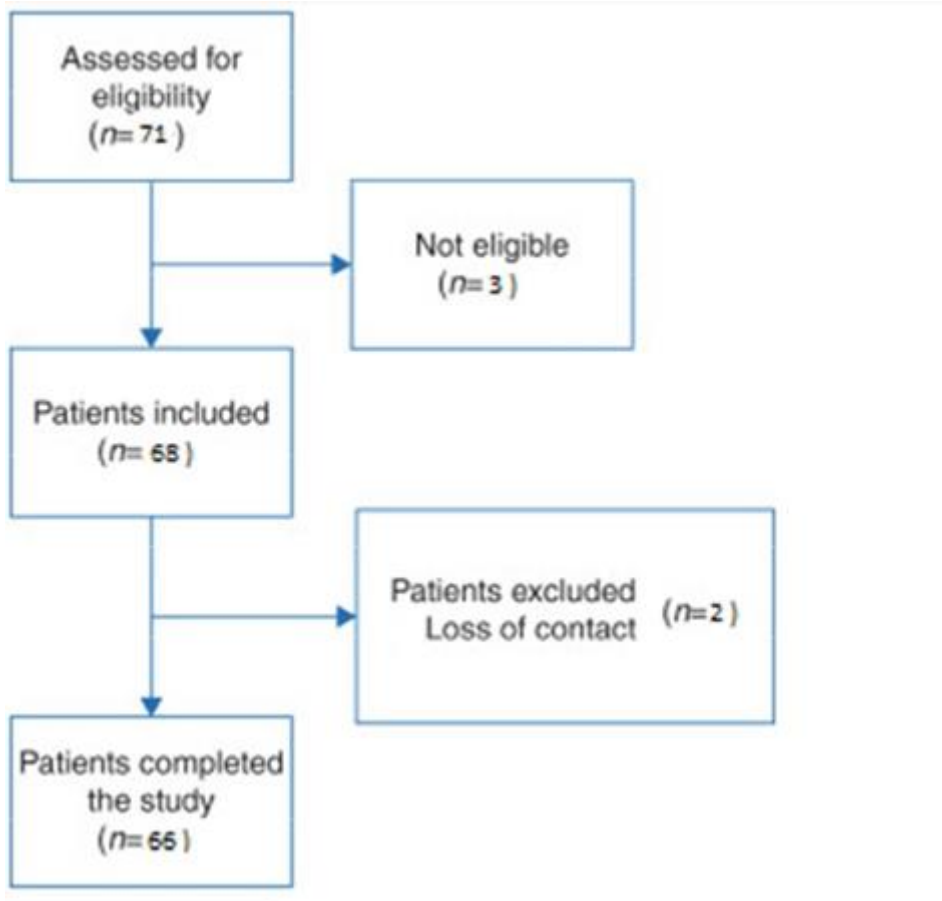 Assessed for
eligibility
(n= 71 )
Not eligible
(n= 3 )
Patients included
(n= 68 )
Patients excluded
Loss of contact
(n=2 )
Patients completed
the study
(n= 66 )